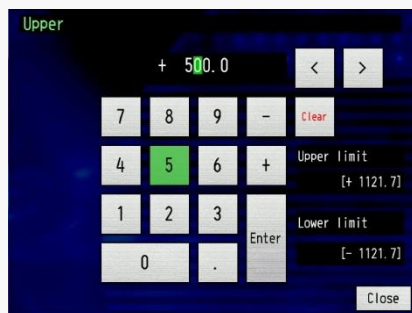 Upper
+ 500.0
< >
7 8 9 - Clear
4 5 6 + Upper limit
[+ 1121.7]
1 2 3 Enter Lower limit
[- 1121.7]
0 .
Close